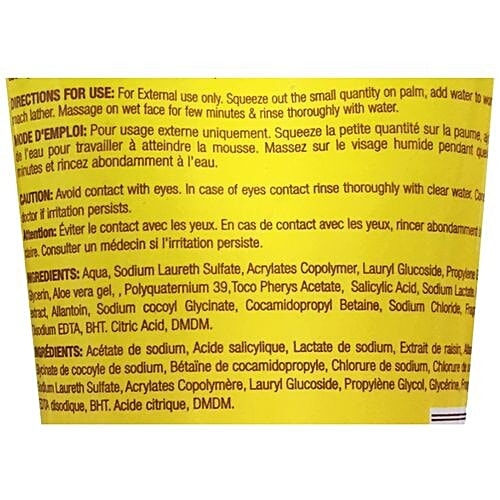 DIRECTIONS FOR USE: For External use only. Squeeze out the small quantity on palm, add water to
mach lather. Massage on wet face for few minutes & rinse thoroughly with water.
MODE D'EMPLOI: Pour usage externe uniquement. Squeeze la petite quantité sur la paume,
de l'eau pour travailler à atteindre la mousse. Massez sur le visage humide pendant
minutes et rincez abondamment à l'eau.
CAUTION: Avoid contact with eyes. In case of eyes contact rinse thoroughly with clear water.
doctor if irritation persists.
Attention: Éviter le contact avec les yeux. En cas de contact avec les yeux, rincer abondamment
Consulter un médecin si l'irritation persiste.
INGREDIENTS: Aqua, Sodium Laureth Sulfate, Acrylates Copolymer, Lauryl Glucoside, Propylene
Glycerin, Aloe vera gel, , Polyquaternium 39,Toco Pherys Acetate, Salicylic Acid, Sodium Lactate,
extract, Allantoin, Sodium cocoyl Glycinate, Cocamidopropyl Betaine, Sodium Chloride,
Disodium EDTA, BHT. Citric Acid, DMDM.
INGRÉDIENTS: Acétate de sodium, Acide salicylique, Lactate de sodium, Extrait de raisin,
Glycinate de cocoyle de sodium, Bétaïne de cocamidopropyle, Chlorure de sodium,
Sodium Laureth Sulfate, Acrylates Copolymère, Lauryl Glucoside, Propylène Glycol, Glycérine,
EDTA disodique, BHT. Acide citrique, DMDM.